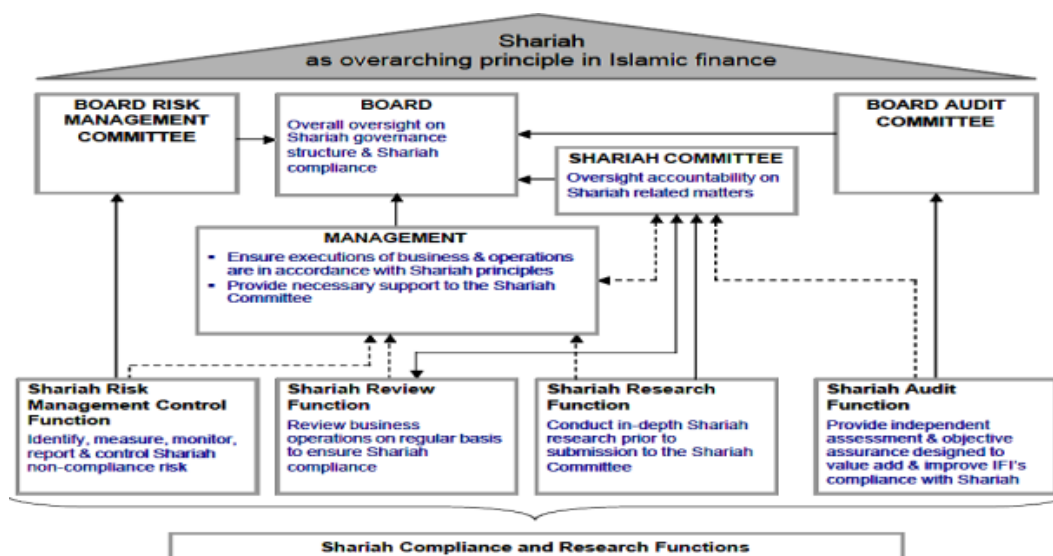 Shariah
as overarching principle in Islamic finance
BOARD RISK
MANAGEMENT
COMMITTEE
BOARD
Overall oversight on
Shariah governance
structure & Shariah
compliance
BOARD AUDIT
COMMITTEE
SHARIAH COMMITTEE
Oversight accountability on
Shariah related matters
MANAGEMENT
▪ Ensure executions of business & operations
are in accordance with Shariah principles
▪ Provide necessary support to the Shariah
Committee
Shariah Risk
Management Control
Function
Identify, measure, monitor,
report & control Shariah
non-compliance risk
Shariah Review
Function
Review business
operations on regular basis
to ensure Shariah
compliance
Shariah Research
Function
Conduct in-depth Shariah
research prior to
submission to the Shariah
Committee
Shariah Audit
Function
Provide independent
assessment & objective
assurance designed to
value add & improve IFI's
compliance with Shariah
Shariah Compliance and Research Functions